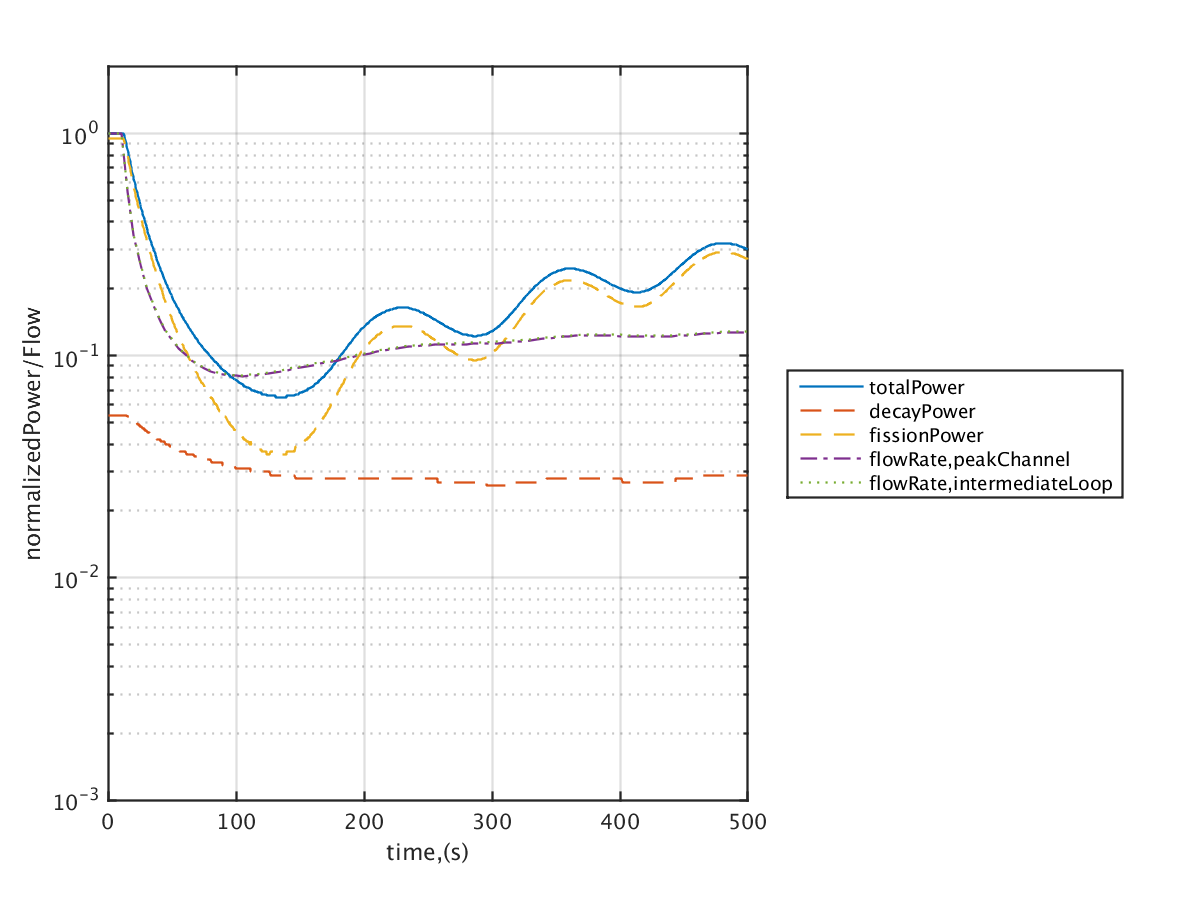 normalizedPower/Flow
10^0
10^-1
10^-2
10^-3
0 100 200 300 400 500
time,(s)
totalPower
decayPower
fissionPower
flowRate,peakChannel
flowRate,intermediateLoop